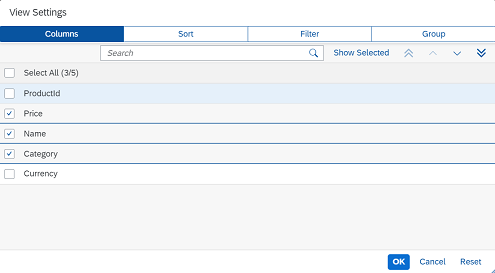 View Settings
Columns Sort Filter Group
Search Show Selected
Select All (3/5)
ProductId
Price
Name
Category
Currency
OK Cancel Reset